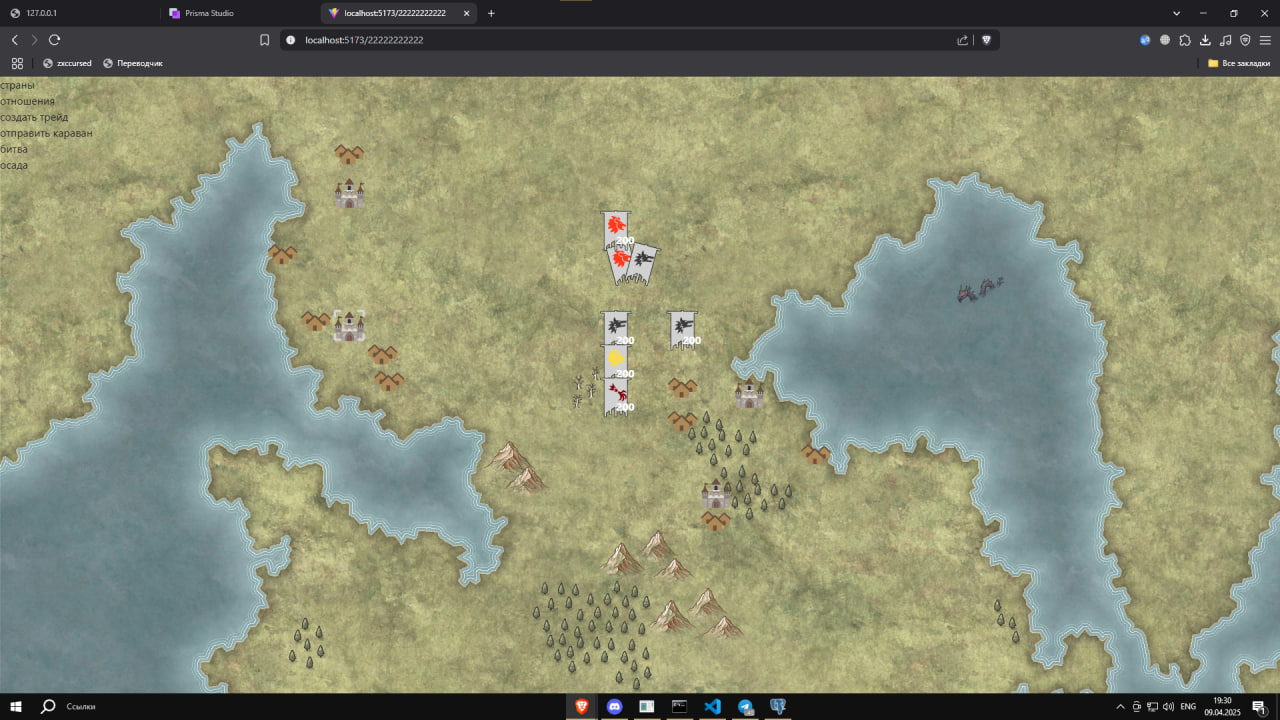 127.0.0.1
Prisma Studio
localhost:5173/22222222222
localhost:5173/22222222222
zxccursed
Переводчик
Все закладки
страны
отношения
создать трейд
отправить караван
битва
осада
200
200
200
200
200
Ссылки
ENG
19:30
09.04.2025